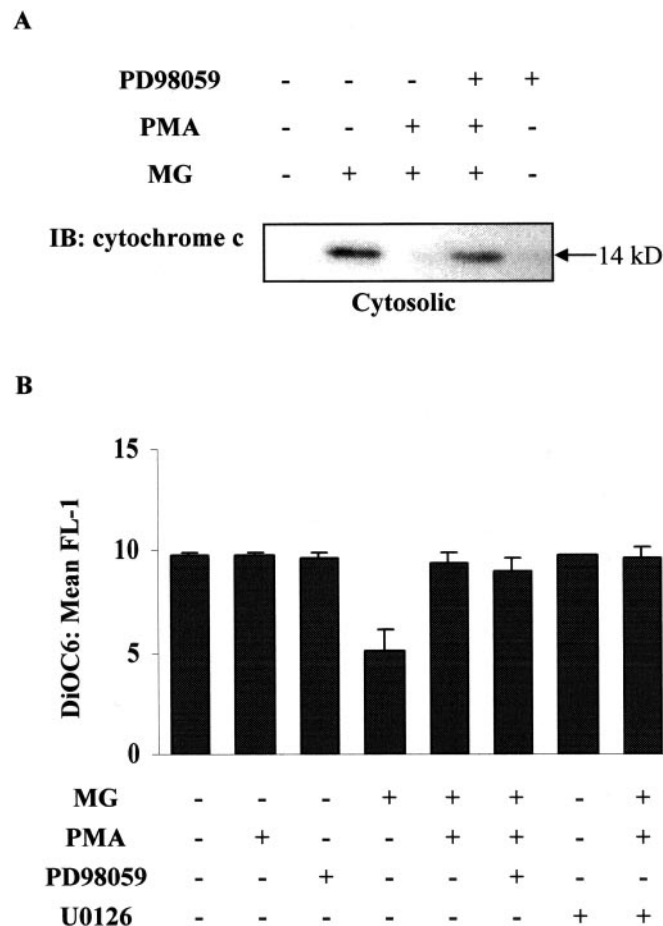 A
PD98059 - - - + +
PMA - - + + -
MG - + + + -
IB: cytochrome c
14 kD
Cytosolic
B
15
10
5
0
DiOC6: Mean FL-1
MG - - - + + + - +
PMA - + - - + + - +
PD98059 - - + - - + - -
U0126 - - - - - - + +